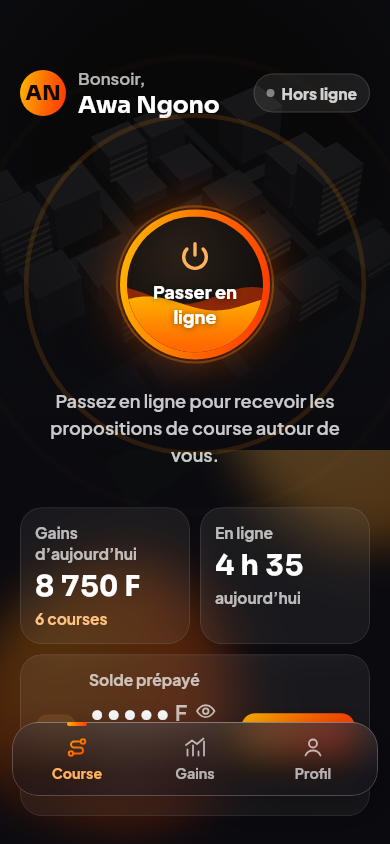 AN
Bonsoir,
Awa Ngono
Hors ligne
Passer en
ligne
Passez en ligne pour recevoir les
propositions de course autour de
vous.
Gains
d’aujourd’hui
8 750 F
6 courses
En ligne
4 h 35
aujourd’hui
Solde prépayé
●●●●● F
Course
Gains
Profil